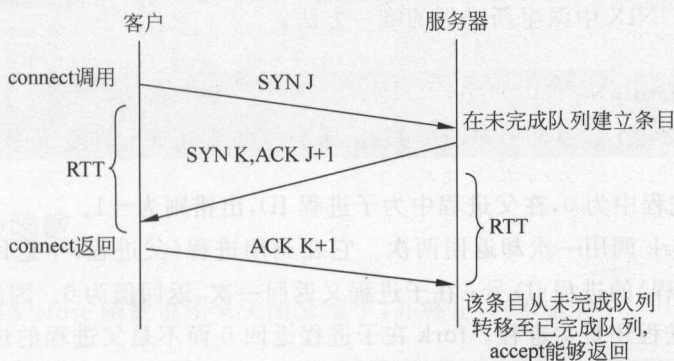 客户
服务器
connect调用
SYN J
在未完成队列建立条目
RTT
SYN K,ACK J+1
RTT
connect返回
ACK K+1
该条目从未完成队列
转移至已完成队列,
accept能够返回